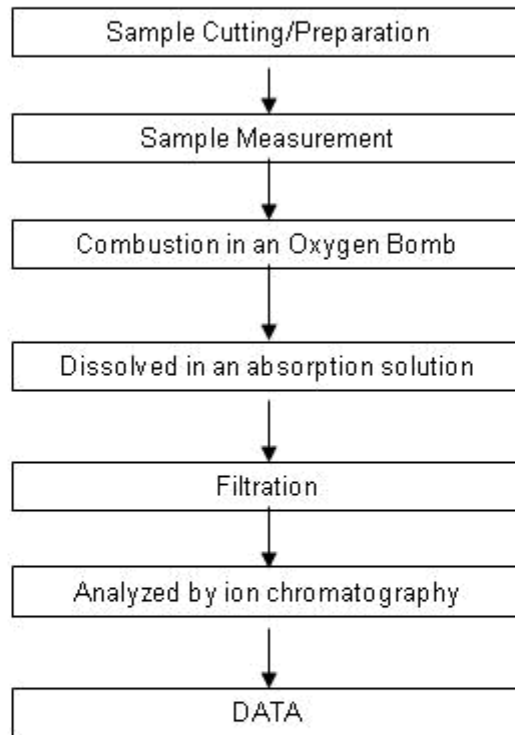 Sample Cutting/Preparation
Sample Measurement
Combustion in an Oxygen Bomb
Dissolved in an absorption solution
Filtration
Analyzed by ion chromatography
DATA